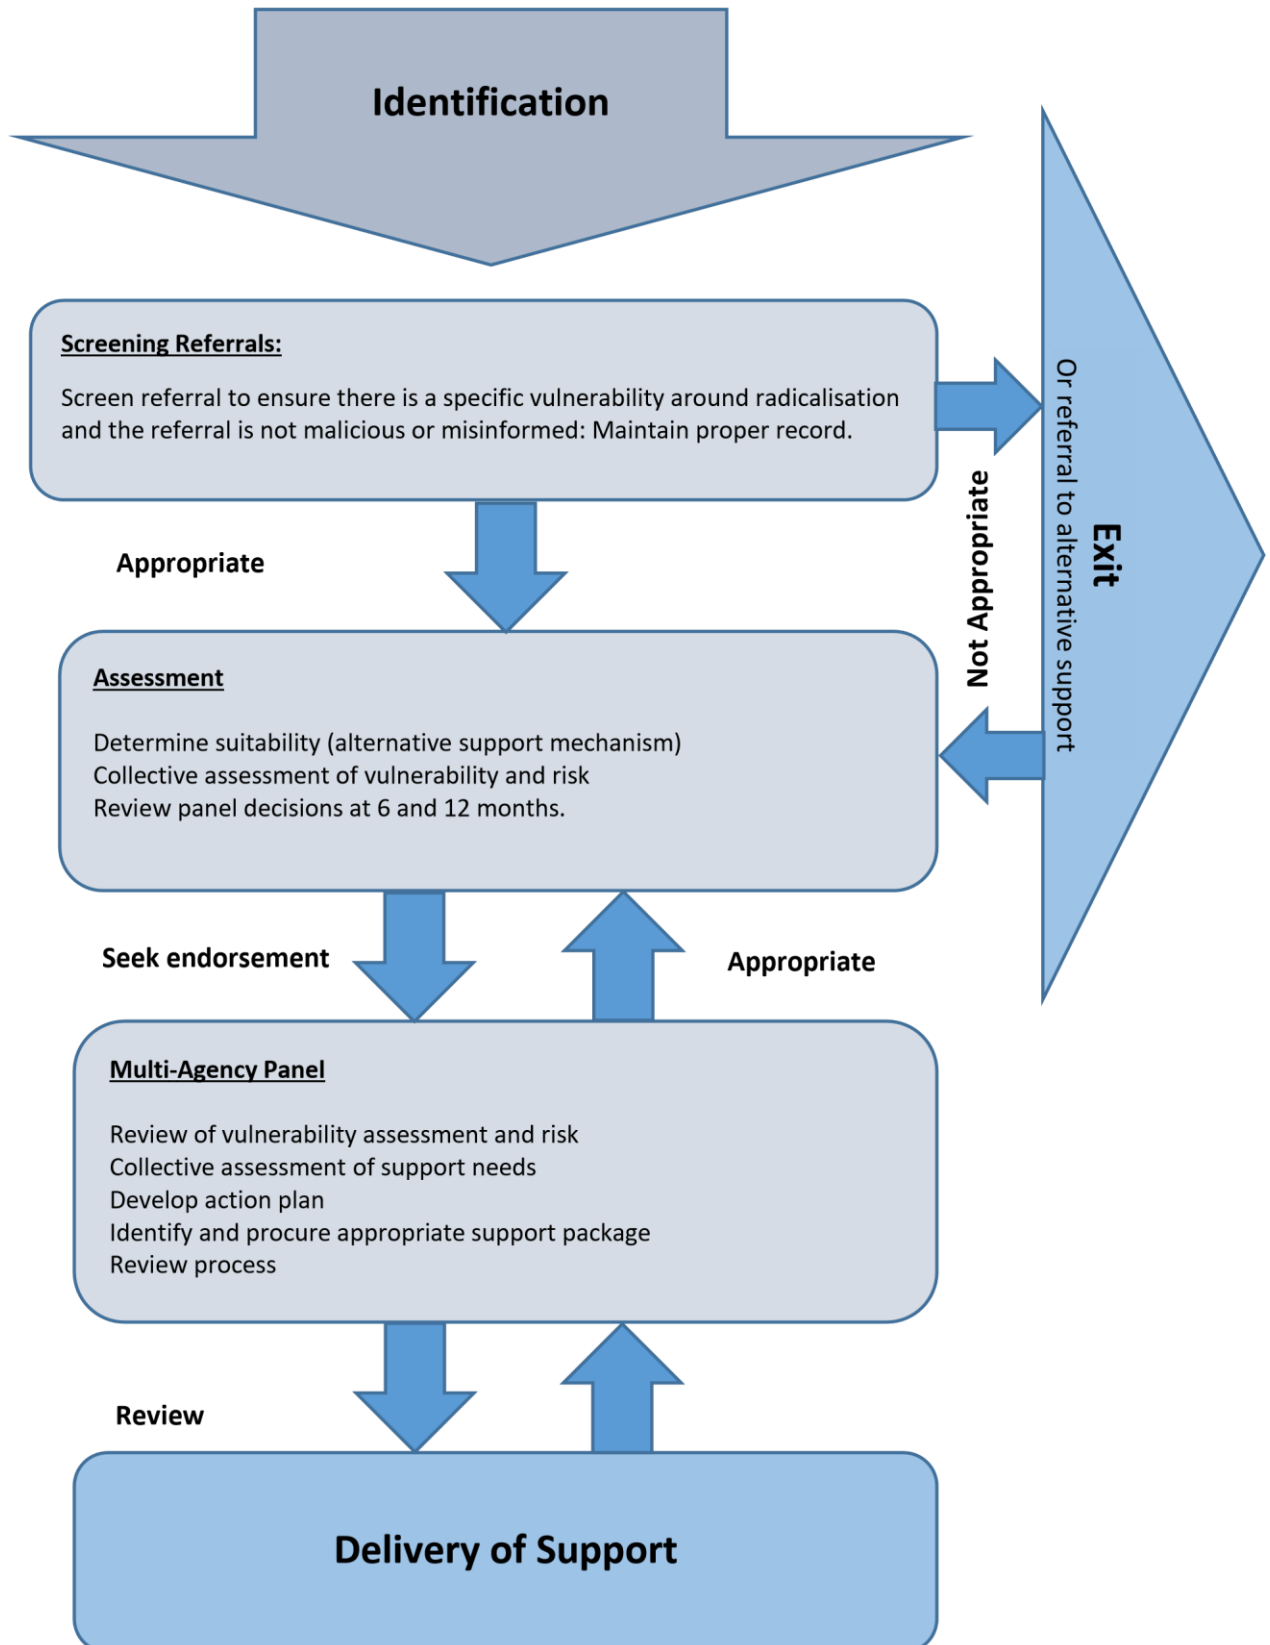 Identification
Screening Referrals:
Screen referral to ensure there is a specific vulnerability around radicalisation
and the referral is not malicious or misinformed: Maintain proper record.
Appropriate
Not Appropriate
Exit
Or referral to alternative support
Assessment
Determine suitability (alternative support mechanism)
Collective assessment of vulnerability and risk
Review panel decisions at 6 and 12 months.
Seek endorsement
Appropriate
Multi-Agency Panel
Review of vulnerability assessment and risk
Collective assessment of support needs
Develop action plan
Identify and procure appropriate support package
Review process
Review
Delivery of Support